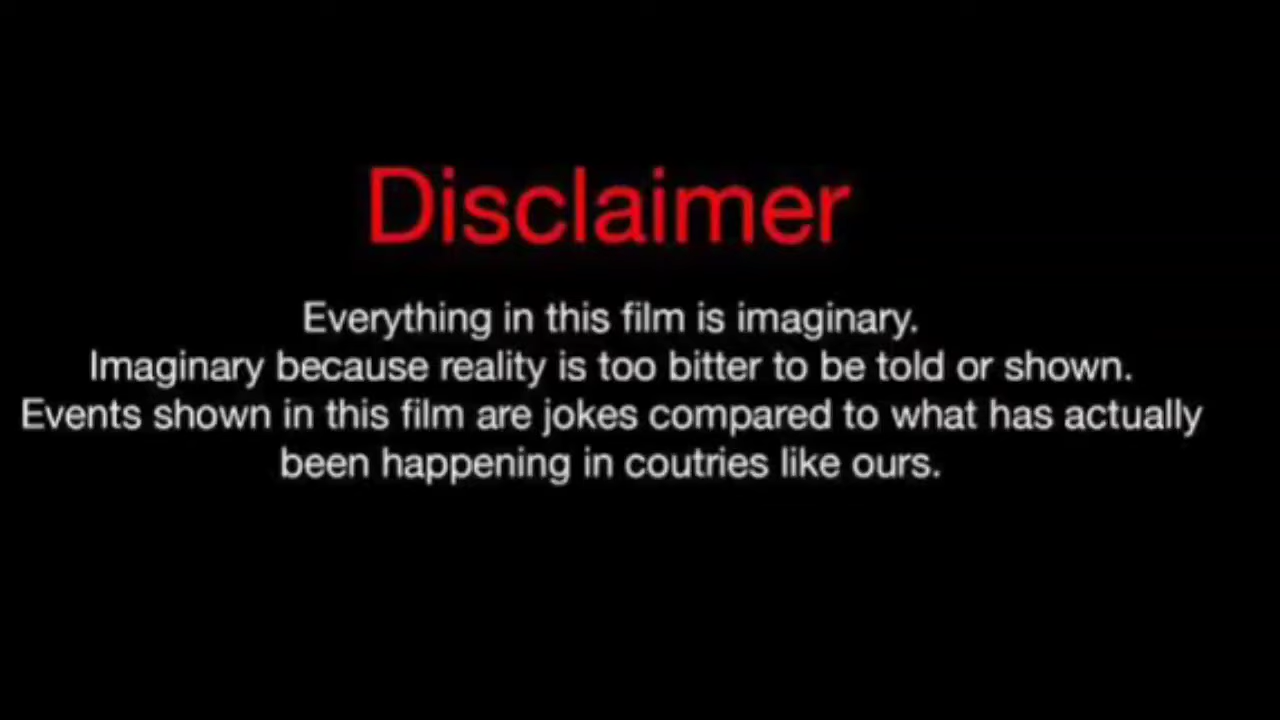 Disclaimer
Everything in this film is imaginary.
Imaginary because reality is too bitter to be told or shown.
Events shown in this film are jokes compared to what has actually
been happening in coutries like ours.